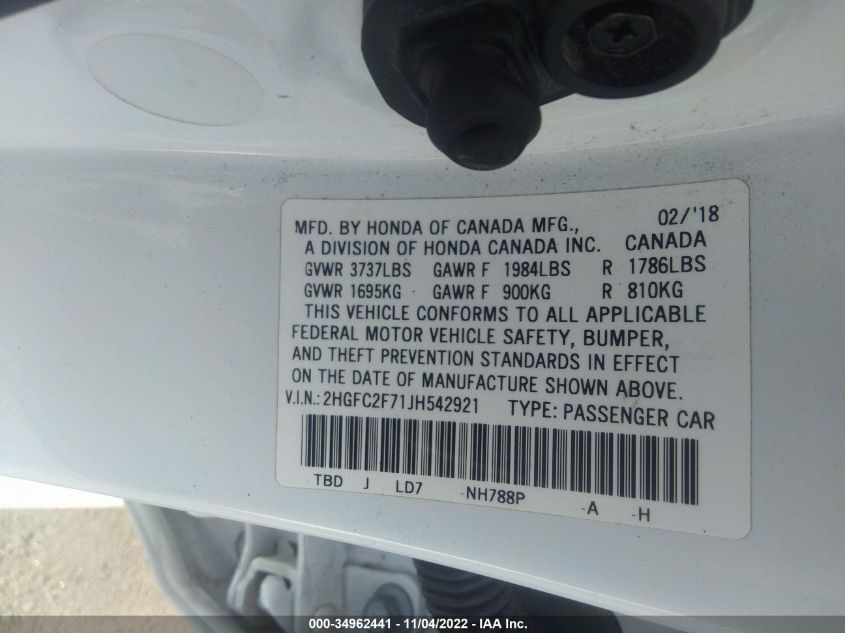 MFD. BY HONDA OF CANADA MFG., 02/'18
A DIVISION OF HONDA CANADA INC. CANADA
GVWR 3737LBS GAWR F 1984LBS R 1786LBS
GVWR 1695KG GAWR F 900KG R 810KG
THIS VEHICLE CONFORMS TO ALL APPLICABLE
FEDERAL MOTOR VEHICLE SAFETY, BUMPER,
AND THEFT PREVENTION STANDARDS IN EFFECT
ON THE DATE OF MANUFACTURE SHOWN ABOVE.
V.I.N.: 2HGFC2F71JH542921 TYPE: PASSENGER CAR
TBD J LD7 -NH788P -A -H
000-34962441 - 11/04/2022 - IAA Inc.